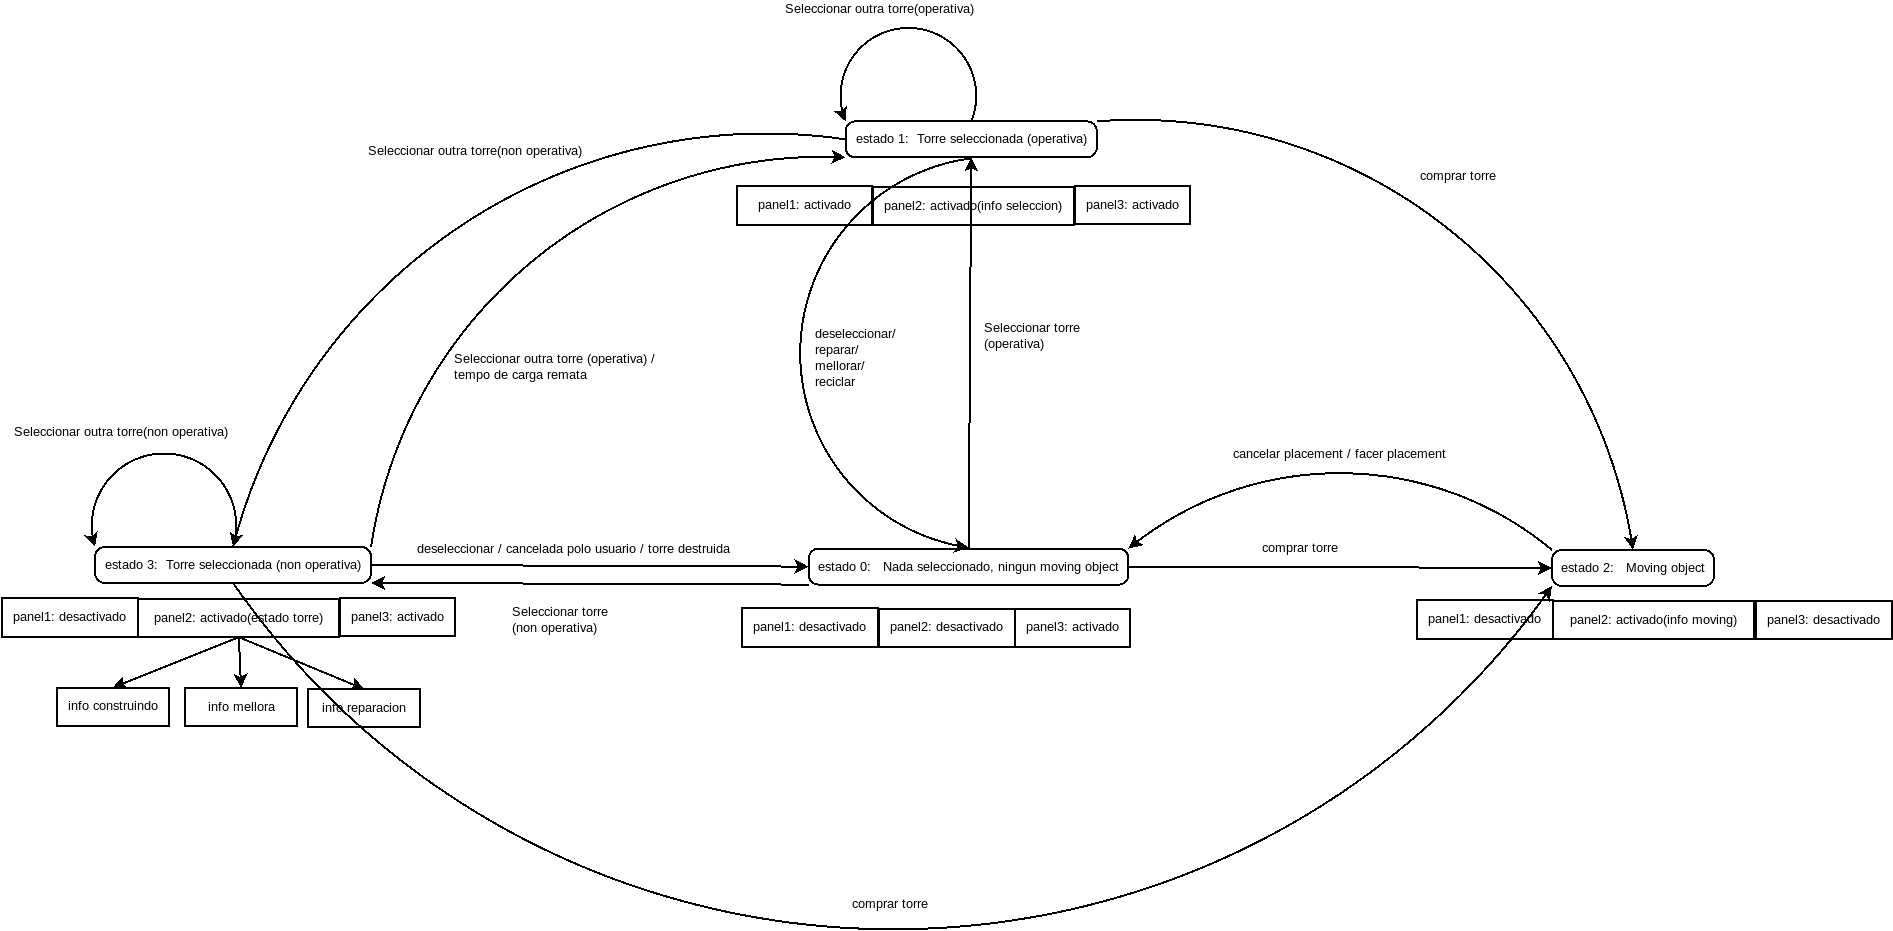 Seleccionar outra torre(operativa)
estado 1:  Torre seleccionada (operativa)
Seleccionar outra torre(non operativa)
comprar torre
panel1: activado
panel2: activado(info seleccion)
panel3: activado
deseleccionar/
reparar/
mellorar/
reciclar
Seleccionar torre
(operativa)
Seleccionar outra torre (operativa) /
tempo de carga remata
Seleccionar outra torre(non operativa)
cancelar placement / facer placement
deseleccionar / cancelada polo usuario / torre destruida
comprar torre
estado 3:  Torre seleccionada (non operativa)
estado 0:   Nada seleccionado, ningun moving object
estado 2:   Moving object
panel1: desactivado
panel2: activado(estado torre)
panel3: activado
Seleccionar torre
(non operativa)
panel1: desactivado
panel2: desactivado
panel3: activado
panel1: desactivado
panel2: activado(info moving)
panel3: desactivado
info construindo
info mellora
info reparacion
comprar torre